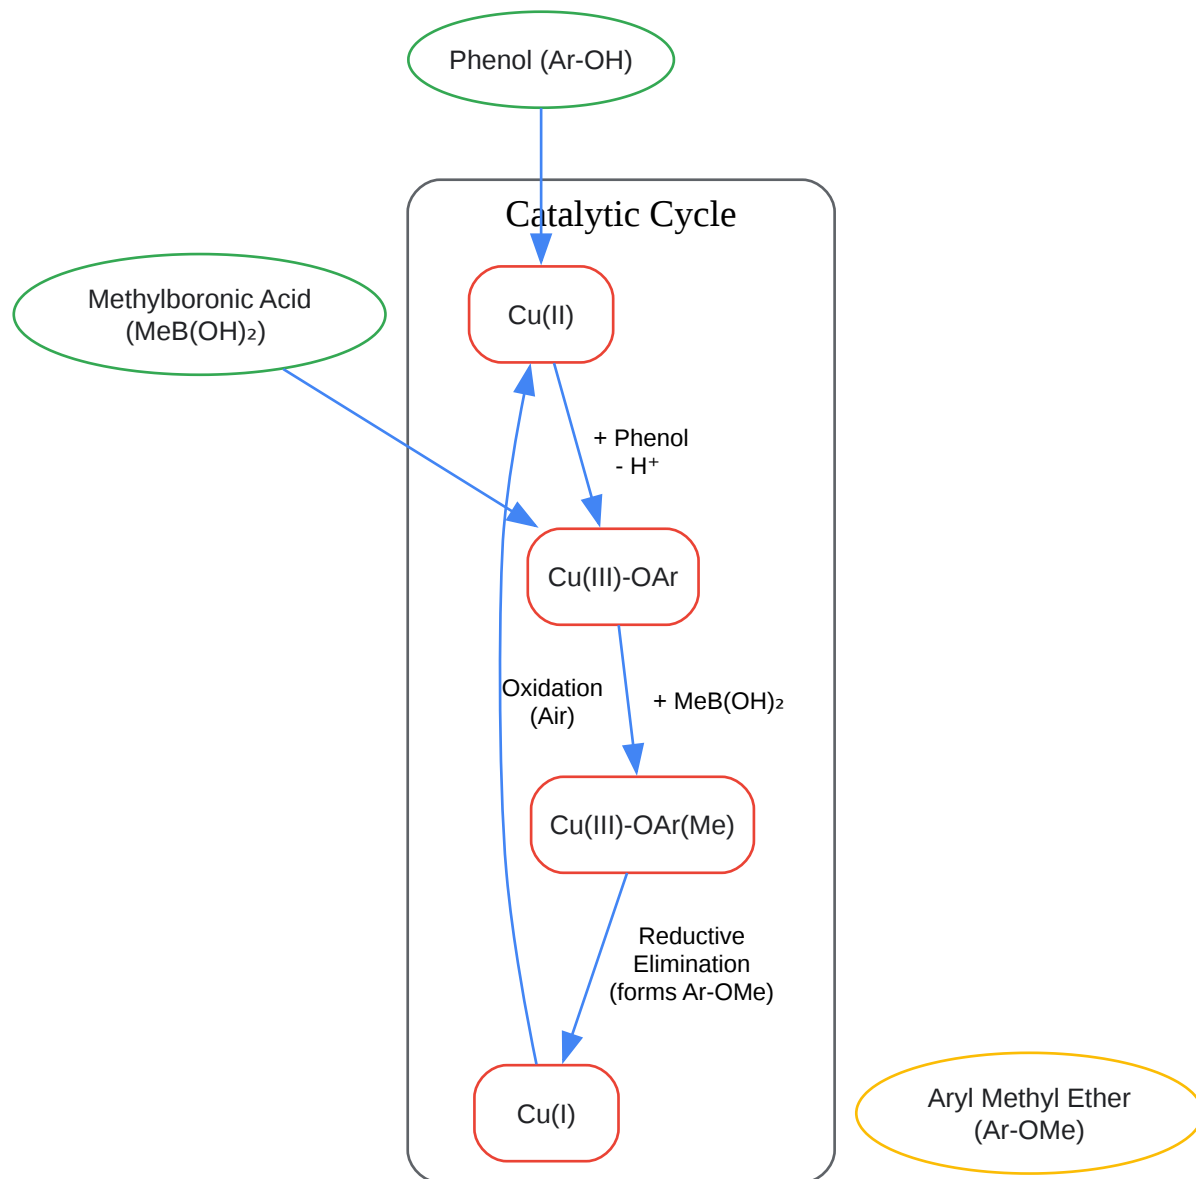 Phenol (Ar-OH)
Catalytic Cycle
Methylboronic Acid
(MeB(OH)₂)
Cu(II)
+ Phenol
- H⁺
Cu(III)-OAr
Oxidation
(Air)
+ MeB(OH)₂
Cu(III)-OAr(Me)
Reductive
Elimination
(forms Ar-OMe)
Cu(I)
Aryl Methyl Ether
(Ar-OMe)